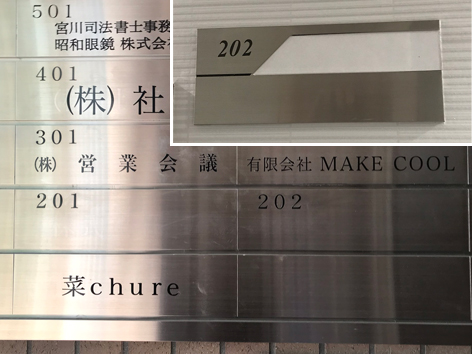 501
宮川司法書士事務
昭和眼鏡 株式会
401
(株) 社
301
(株) 営業会議
有限会社 MAKE COOL
201
202
菜chure
202